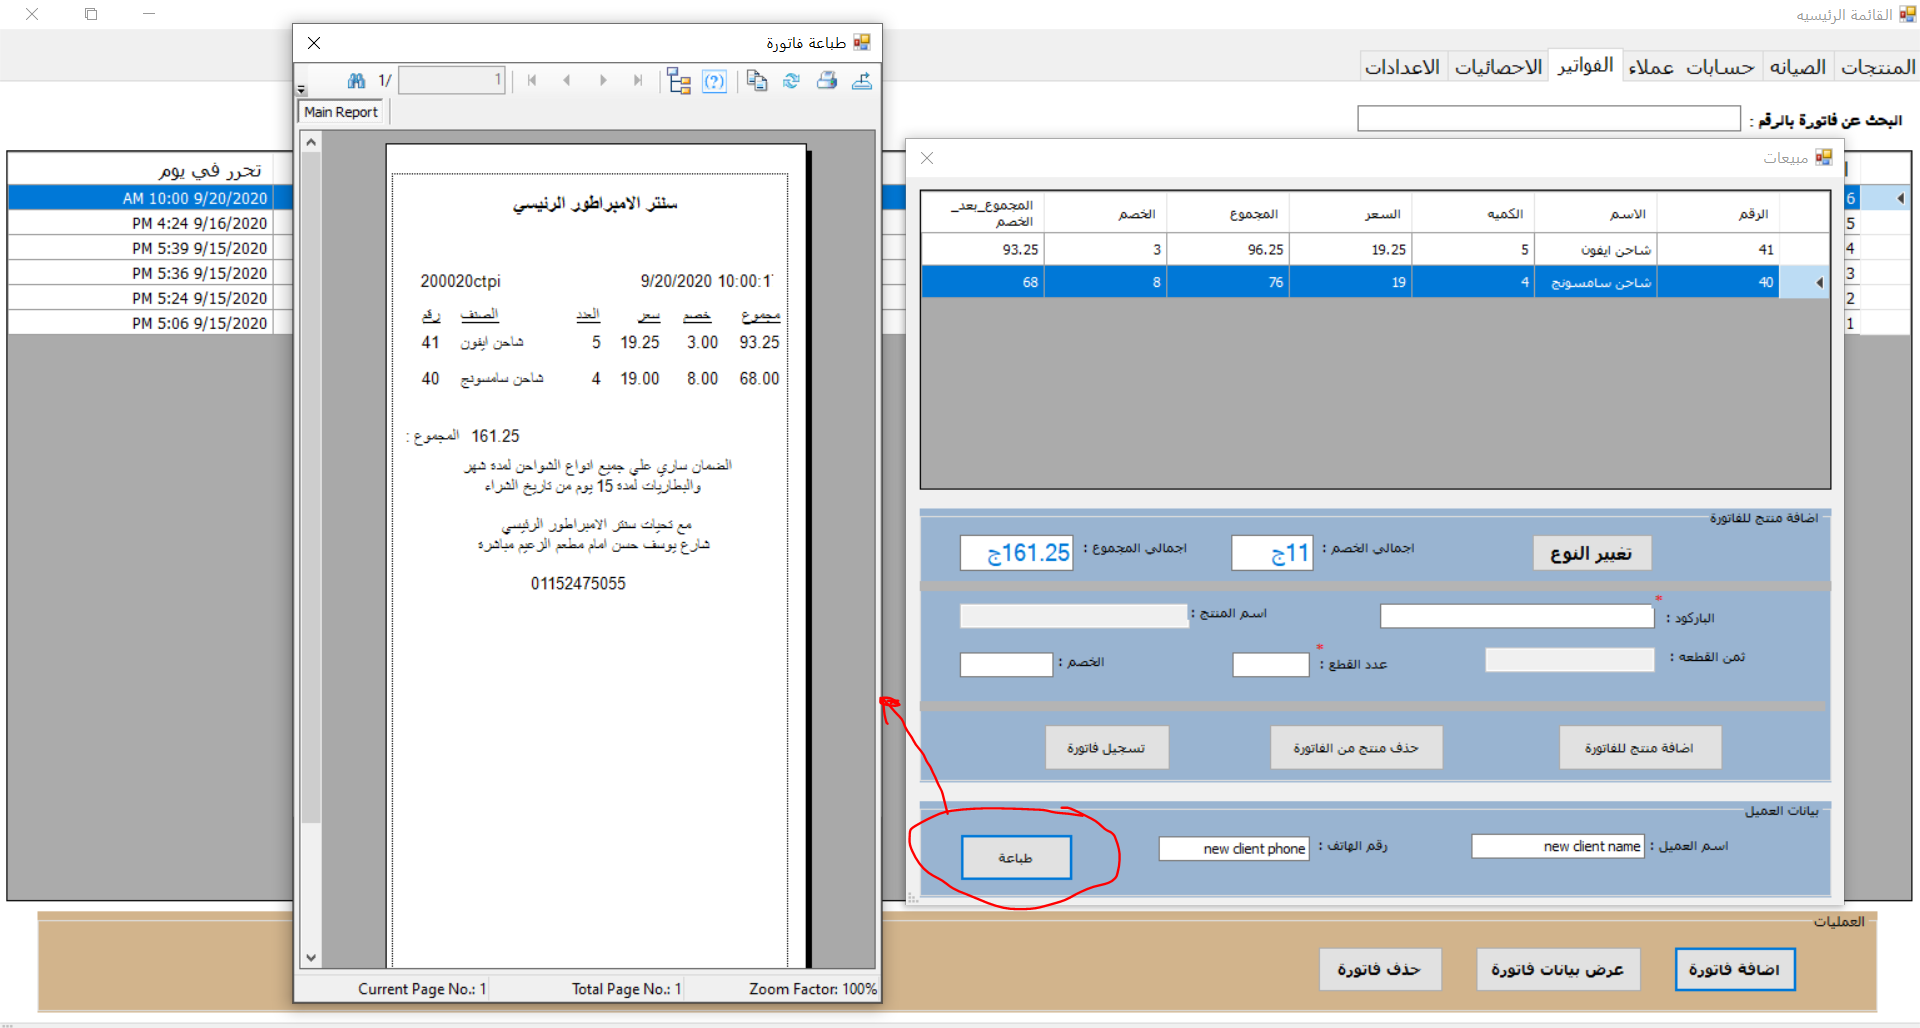 القائمة الرئيسيه
المنتجات الصيانه حسابات عملاء الفواتير الاحصائيات الاعدادات
البحث عن فاتورة بالرقم :
تحرر في يوم
6 AM 10:00 9/20/2020
5 PM 4:24 9/16/2020
4 PM 5:39 9/15/2020
3 PM 5:36 9/15/2020
2 PM 5:24 9/15/2020
1 PM 5:06 9/15/2020
طباعة فاتورة
1/ 1
Main Report
سنتر الامبراطور الرئيسي
200020ctpi 9/20/2020 10:00:1
رقم الصنف العدد سعر خصم مجموع
41 شاحن ايفون 5 19.25 3.00 93.25
40 شاحن سامسونج 4 19.00 8.00 68.00
المجموع : 161.25
الضمان ساري علي جميع انواع الشواحن لمدة شهر
والبطاريات لمدة 15 يوم من تاريخ الشراء
مع تحيات سنتر الامبراطور الرئيسي
شارع يوسف حسن امام مطعم الزعيم مباشرة
01152475055
Current Page No.: 1 Total Page No.: 1 Zoom Factor: 100%
مبيعات
الرقم الاسم الكميه السعر المجموع الخصم المجموع_بعد_الخصم
41 شاحن ايفون 5 19.25 96.25 3 93.25
40 شاحن سامسونج 4 19 76 8 68
اضافة منتج للفاتورة
تغيير النوع اجمالي الخصم : 11ج اجمالي المجموع : 161.25ج
الباركود : * اسم المنتج :
ثمن القطعه : عدد القطع : * الخصم :
اضافة منتج للفاتورة حذف منتج من الفاتورة تسجيل فاتورة
بيانات العميل
اسم العميل : new client name رقم الهاتف : new client phone طباعة
العمليات
اضافة فاتورة عرض بيانات فاتورة حذف فاتورة